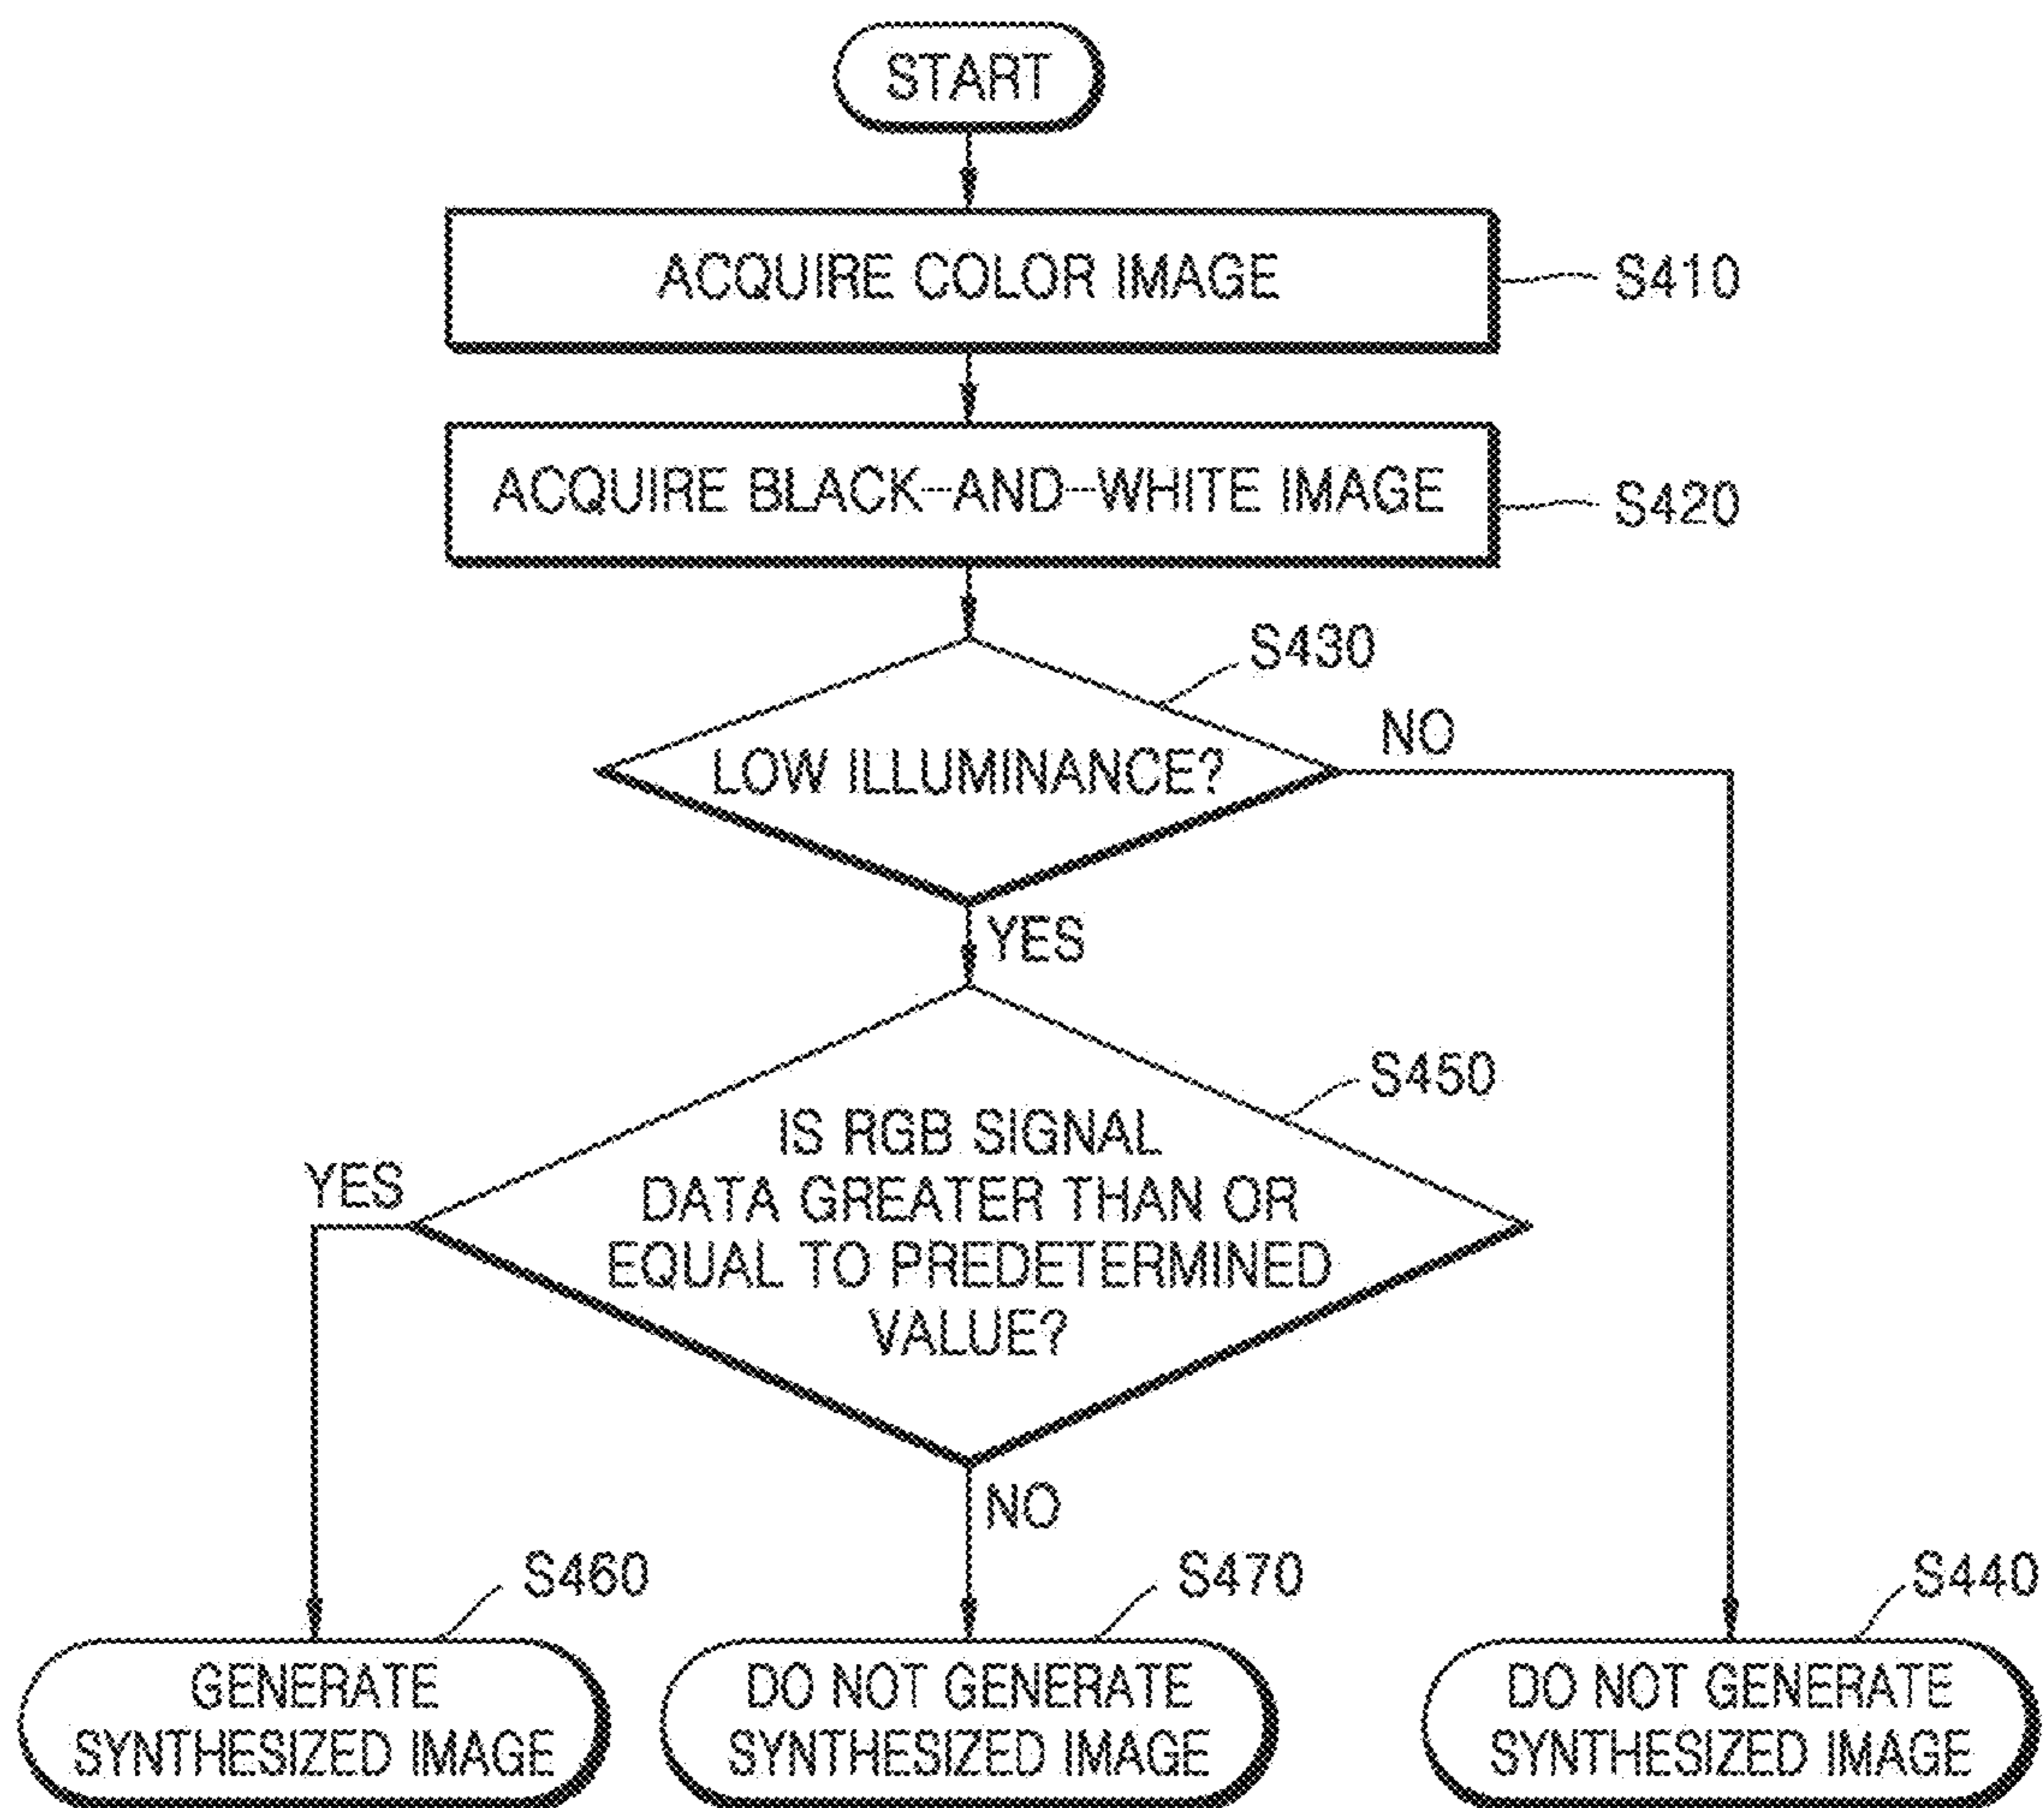 START
ACQUIRE COLOR IMAGE
S410
ACQUIRE BLACK-AND-WHITE IMAGE
S420
S430
LOW ILLUMINANCE?
NO
YES
S450
IS RGB SIGNAL
DATA GREATER THAN OR
EQUAL TO PREDETERMINED
VALUE?
YES
NO
S460
GENERATE
SYNTHESIZED IMAGE
S470
DO NOT GENERATE
SYNTHESIZED IMAGE
S440
DO NOT GENERATE
SYNTHESIZED IMAGE